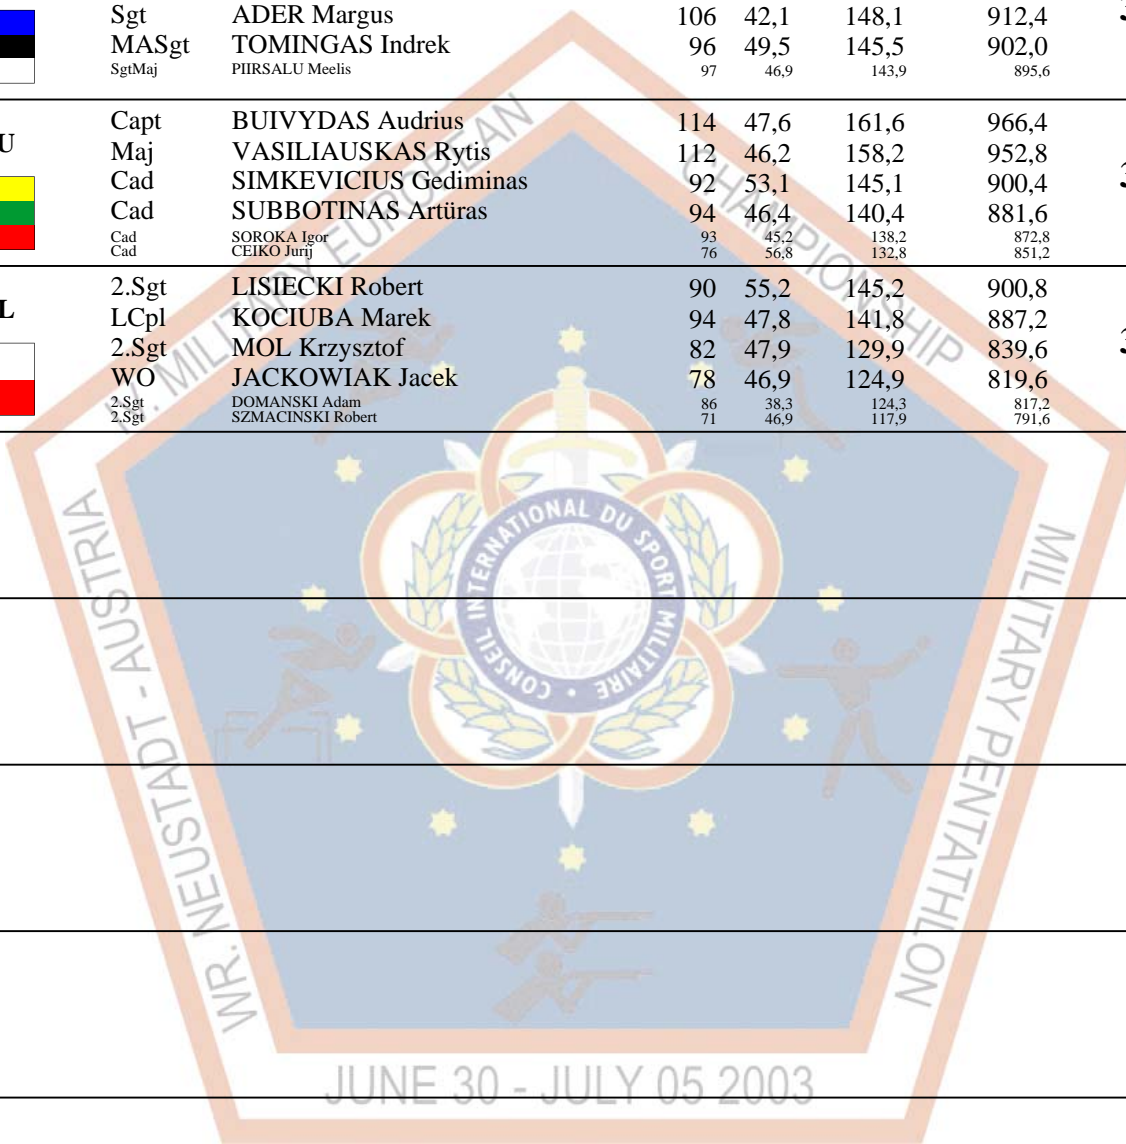 Sgt ADER Margus 106 42,1 148,1 912,4
MASgt TOMINGAS Indrek 96 49,5 145,5 902,0
SgtMaj PIIRSALU Meelis 97 46,9 143,9 895,6
Capt BUIVYDAS Audrius 114 47,6 161,6 966,4
Maj VASILIAUSKAS Rytis 112 46,2 158,2 952,8
Cad SIMKEVICIUS Gediminas 92 53,1 145,1 900,4
Cad SUBBOTINAS Artüras 94 46,4 140,4 881,6
Cad SOROKA Igor 93 45,2 138,2 872,8
Cad CEIKO Jurij 76 56,8 132,8 851,2
2.Sgt LISIECKI Robert 90 55,2 145,2 900,8
L LCpl KOCIUBA Marek 94 47,8 141,8 887,2
2.Sgt MOL Krzysztof 82 47,9 129,9 839,6
WO JACKOWIAK Jacek 78 46,9 124,9 819,6
2.Sgt DOMANSKI Adam 86 38,3 124,3 817,2
2.Sgt SZMACINSKI Robert 71 46,9 117,9 791,6
MILITARY EUROPEAN CHAMPIONSHIP
MILITARY PENTATHLON
WR. NEUSTADT - AUSTRIA
CONSEIL INTERNATIONAL DU SPORT MILITAIRE
JUNE 30 - JULY 05 2003